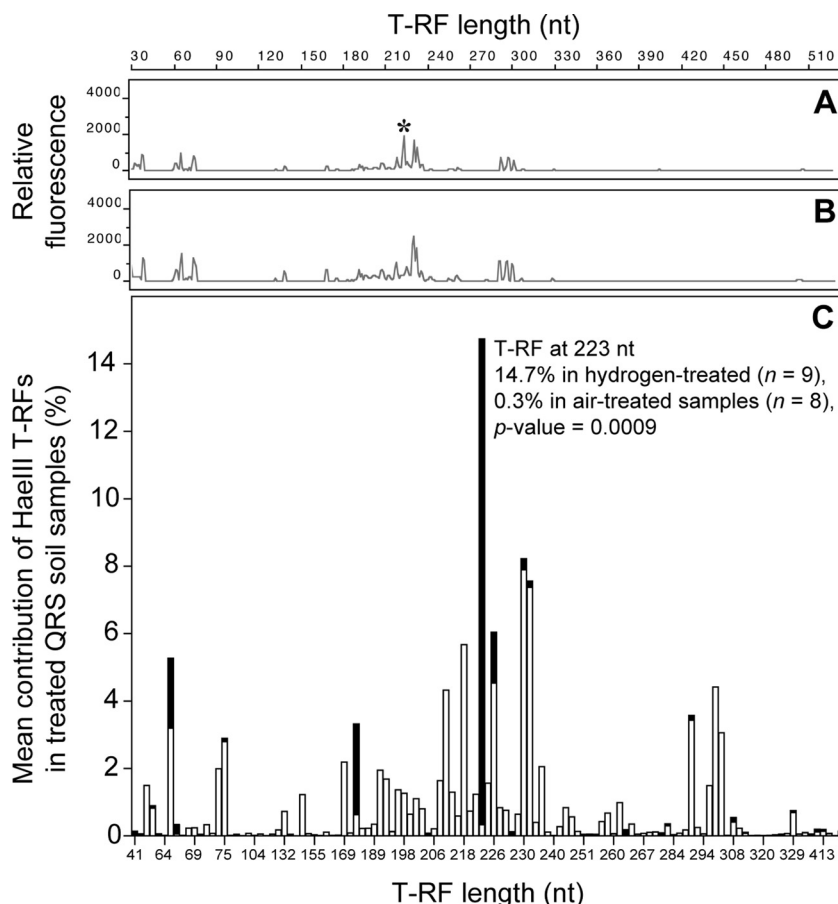 T-RF length (nt)
30 60 90 120 150 180 210 240 270 300 330 360 390 420 450 480 510
A
4000
2000
0
*
Relative
fluorescence
B
4000
2000
0
C
T-RF at 223 nt
14.7% in hydrogen-treated (n = 9),
0.3% in air-treated samples (n = 8),
p-value = 0.0009
Mean contribution of HaeIII T-RFs
in treated QRS soil samples (%)
14
12
10
8
6
4
2
0
41 64 69 75 104 132 155 169 189 198 206 218 226 230 240 251 260 267 284 294 308 320 329 413
T-RF length (nt)